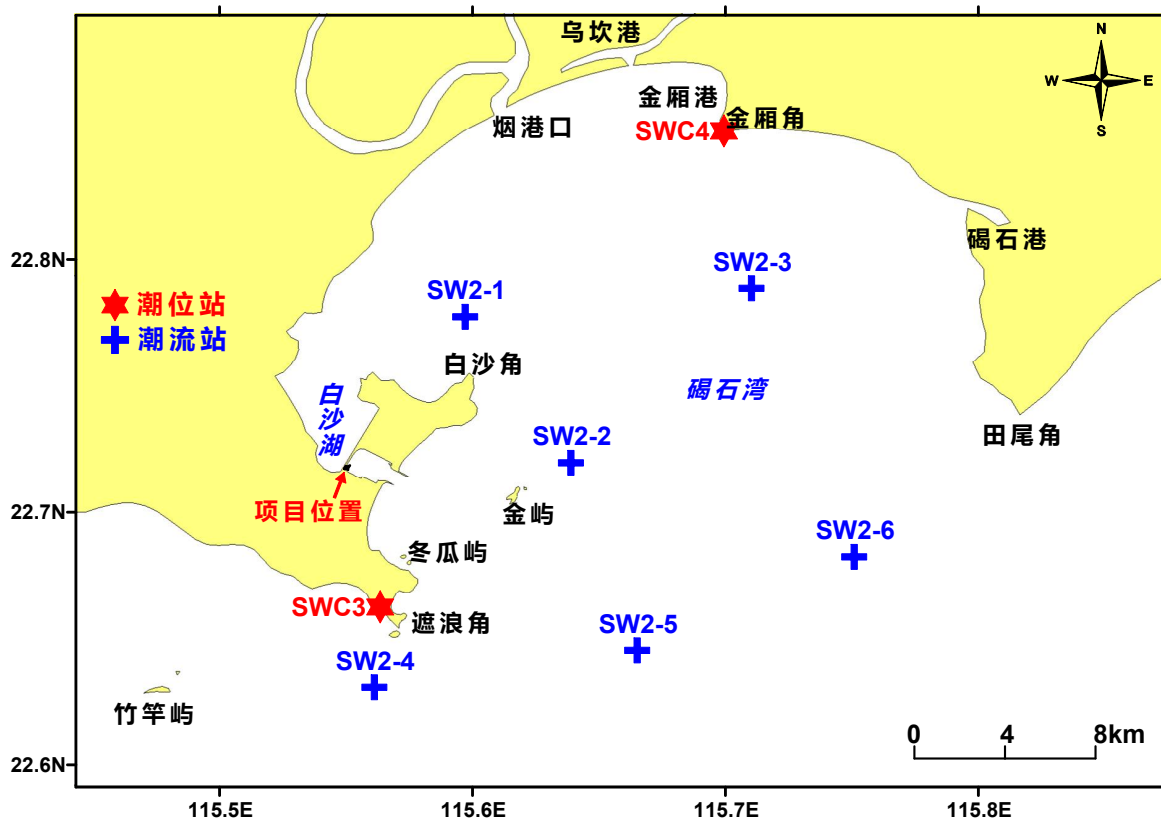 乌坎港
N
W
E
S
金厢港
金厢角
烟港口
SWC4
碣石港
22.8N
SW2-3
SW2-1
潮位站
潮流站
白沙角
白沙湖
碣石湾
SW2-2
田尾角
项目位置
22.7N
金屿
SW2-6
冬瓜屿
SWC3
遮浪角
SW2-5
SW2-4
竹竿屿
0 4 8km
22.6N
115.5E 115.6E 115.7E 115.8E